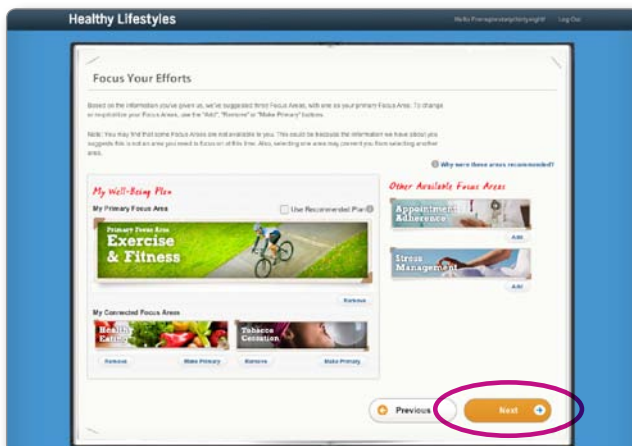 Healthy Lifestyles
Log Out
Focus Your Efforts
Based on the information you've given us, we've suggested three Focus Areas, with one as your primary Focus Area. To change
or reprioritize your Focus Areas, use the "Add", "Remove" or "Make Primary" buttons.
Note: You may find that some Focus Areas are not available to you. This could be because the information we have about you
suggests this is not an area you need to focus on at this time. Also, selecting one area may prevent you from selecting another
area.
Why were these areas recommended?
My Well-Being Plan
My Primary Focus Area
Use Recommended Plan
Primary Focus Area
Exercise
& Fitness
Remove
My Connected Focus Areas
Healthy
Eating
Tobacco
Cessation
Remove
Make Primary
Remove
Make Primary
Other Available Focus Areas
Appointment
Adherence
Add
Stress
Management
Add
Previous
Next